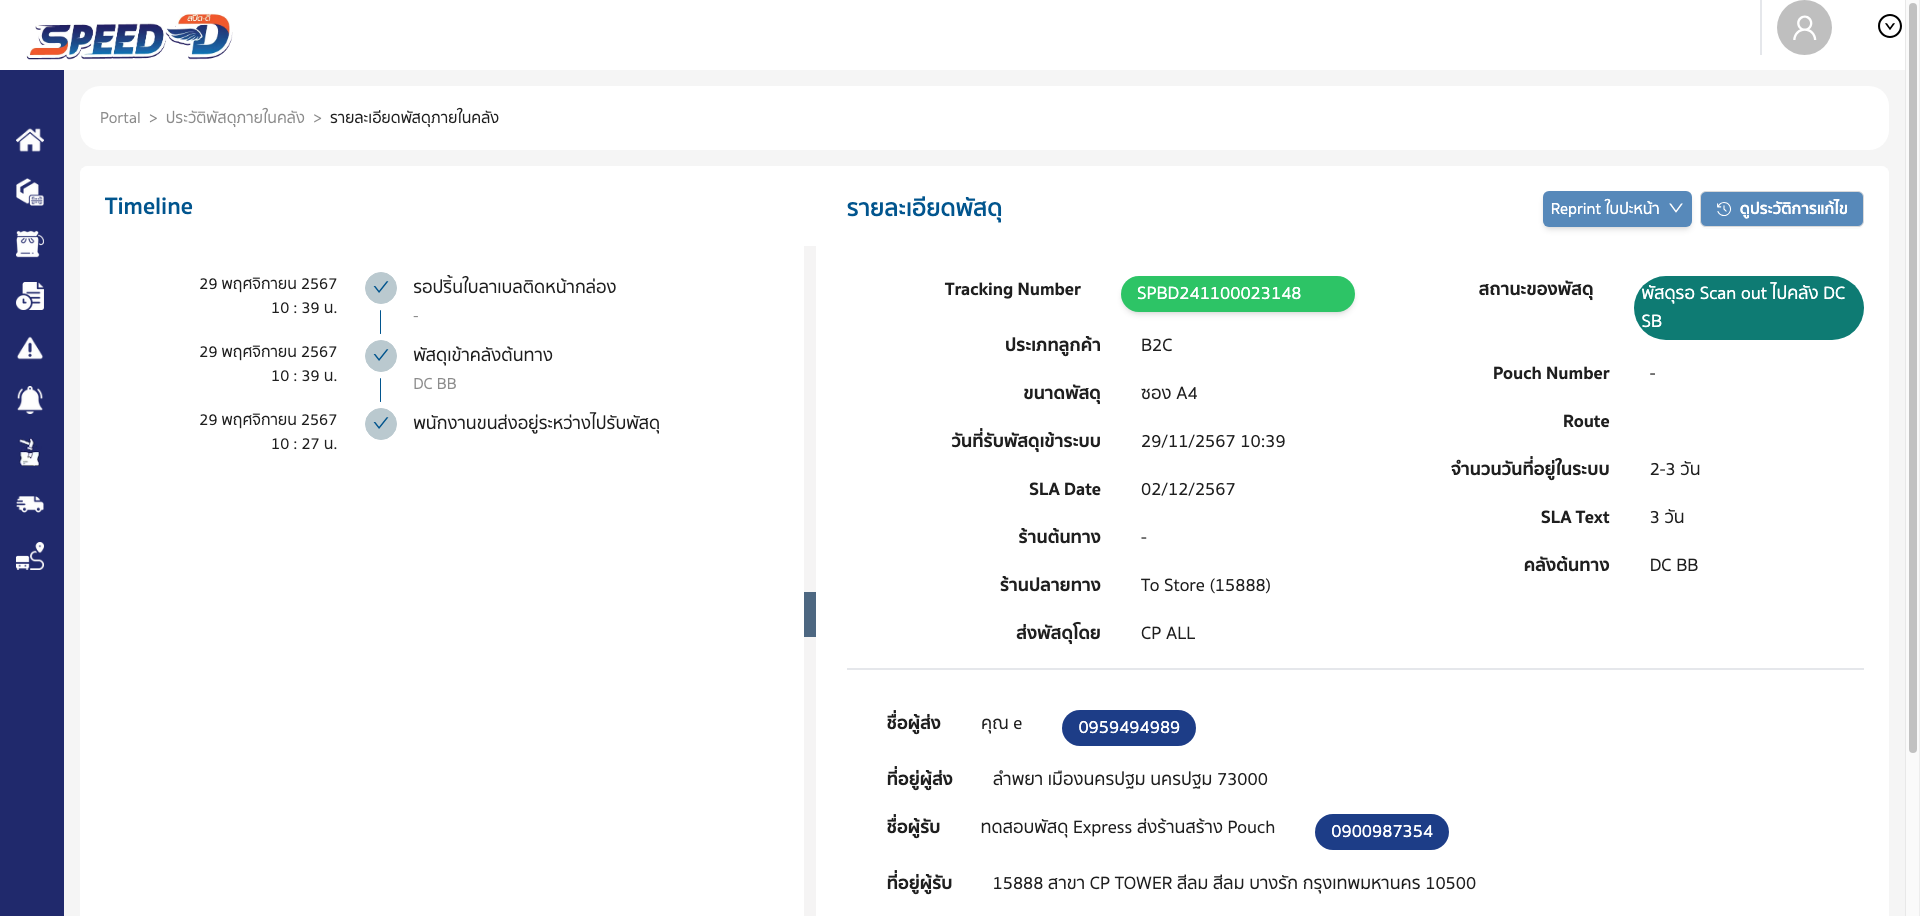 สปีด-ดี
SPEED-D
Portal > ประวัติพัสดุภายในคลัง > รายละเอียดพัสดุภายในคลัง
Timeline
29 พฤศจิกายน 2567
10 : 39 น.
รอปริ้นใบลาเบลติดหน้ากล่อง
-
29 พฤศจิกายน 2567
10 : 39 น.
พัสดุเข้าคลังต้นทาง
DC BB
29 พฤศจิกายน 2567
10 : 27 น.
พนักงานขนส่งอยู่ระหว่างไปรับพัสดุ
รายละเอียดพัสดุ
Reprint ใบปะหน้า
ดูประวัติการแก้ไข
Tracking Number SPBD241100023148
ประเภทลูกค้า B2C
ขนาดพัสดุ ซอง A4
วันที่รับพัสดุเข้าระบบ 29/11/2567 10:39
SLA Date 02/12/2567
ร้านต้นทาง -
ร้านปลายทาง To Store (15888)
ส่งพัสดุโดย CP ALL
สถานะของพัสดุ พัสดุรอ Scan out ไปคลัง DC
SB
Pouch Number -
Route
จำนวนวันที่อยู่ในระบบ 2-3 วัน
SLA Text 3 วัน
คลังต้นทาง DC BB
ชื่อผู้ส่ง คุณ e 0959494989
ที่อยู่ผู้ส่ง ลำพยา เมืองนครปฐม นครปฐม 73000
ชื่อผู้รับ ทดสอบพัสดุ Express ส่งร้านสร้าง Pouch 0900987354
ที่อยู่ผู้รับ 15888 สาขา CP TOWER สีลม สีลม บางรัก กรุงเทพมหานคร 10500